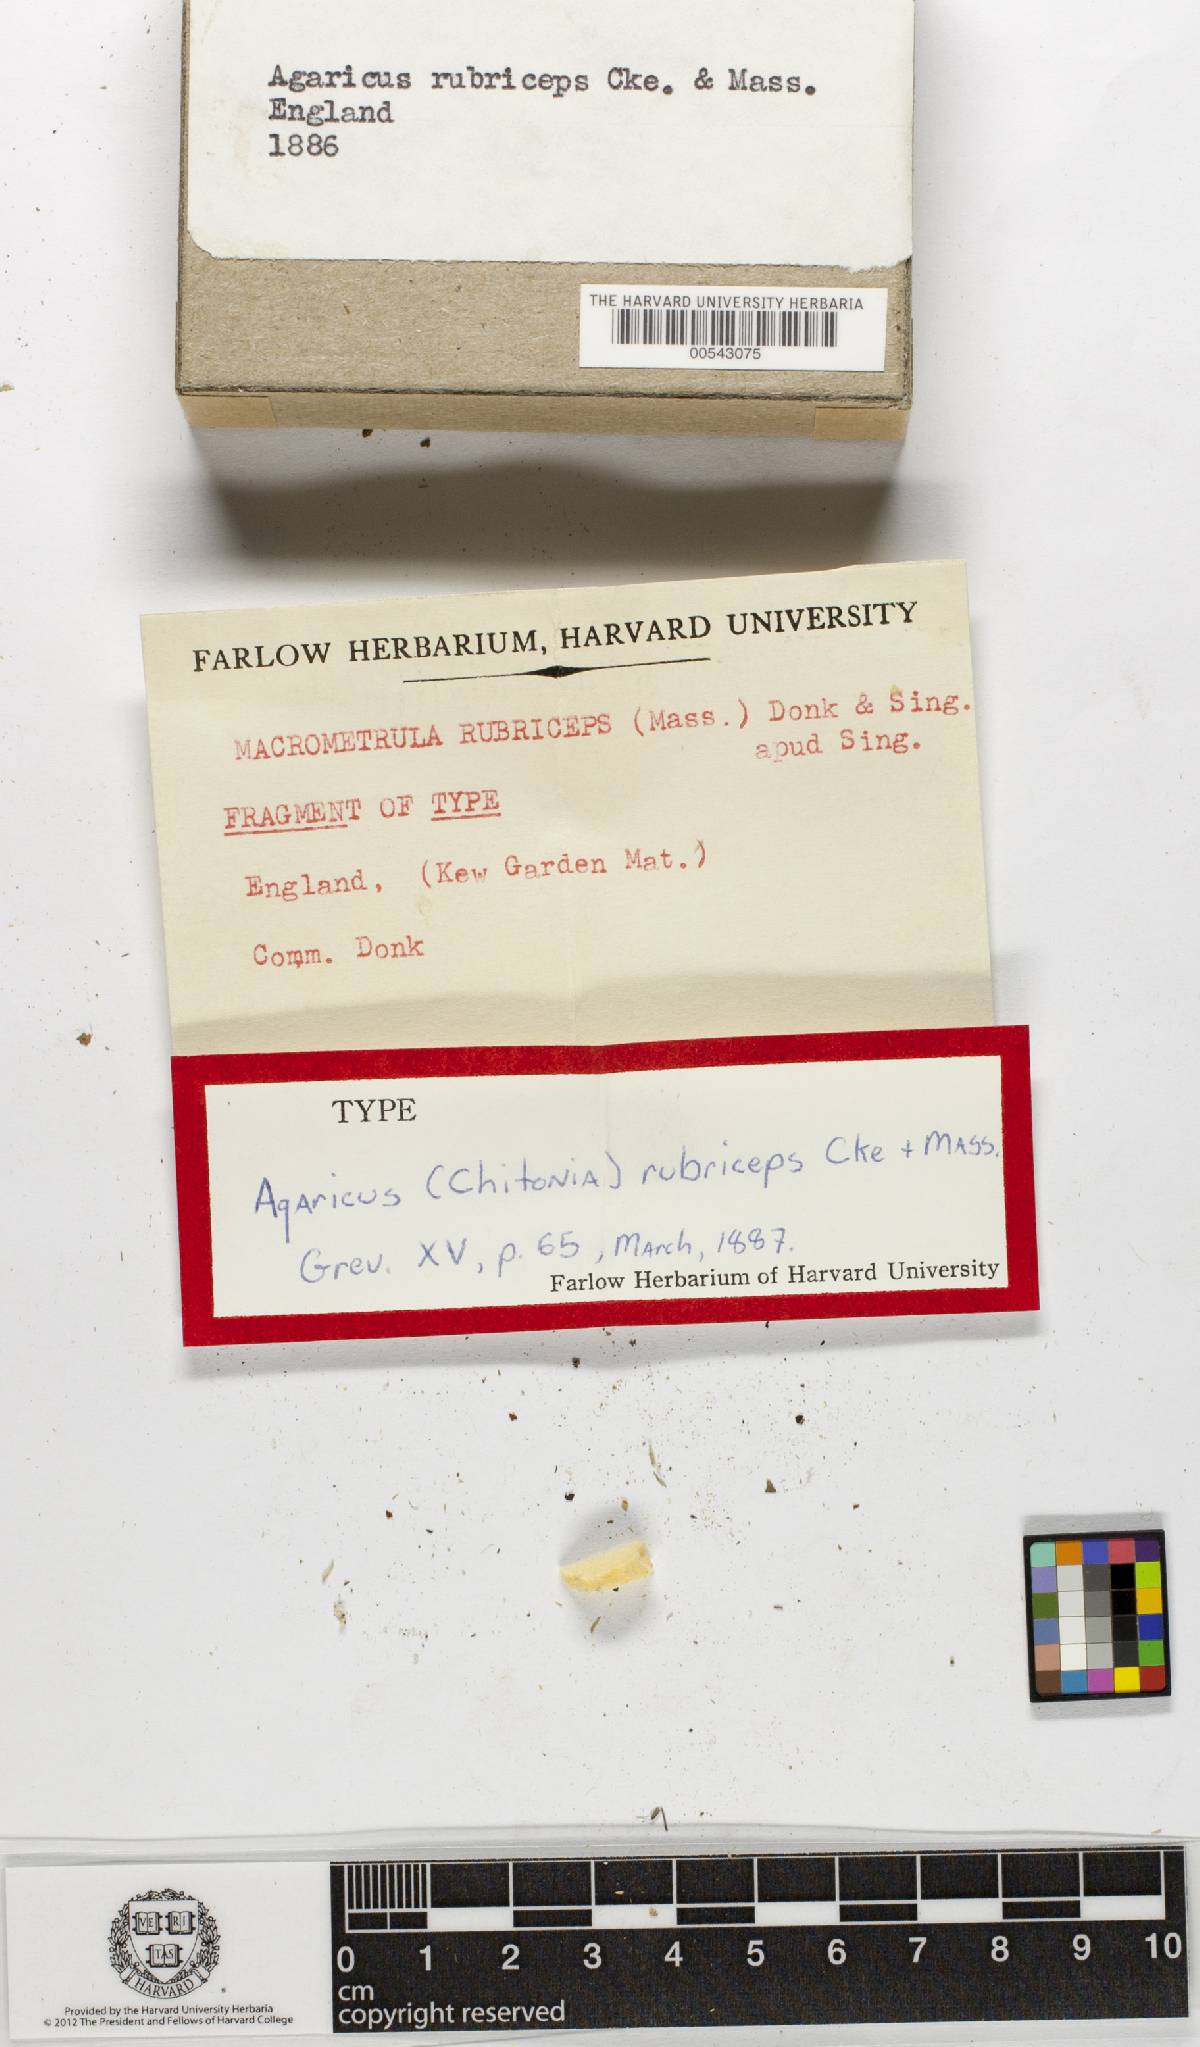 Agaricus rubriceps Cke. & Mass.
England
1886
THE HARVARD UNIVERSITY HERBARIA
00543075
FARLOW HERBARIUM, HARVARD UNIVERSITY
MACROMETRULA RUBRICEPS (Mass.) Donk & Sing.
apud Sing.
FRAGMENT OF TYPE
England, (Kew Garden Mat.)
Comm. Donk
TYPE
Agaricus (Chitonia) rubriceps Cke + Mass.
Grev. XV, p. 65, March, 1887.
Farlow Herbarium of Harvard University
VE RI
TAS
HARVARD
Provided by the Harvard University Herbaria
© 2012 The President and Fellows of Harvard College
0 1 2 3 4 5 6 7 8 9 10
cm
copyright reserved